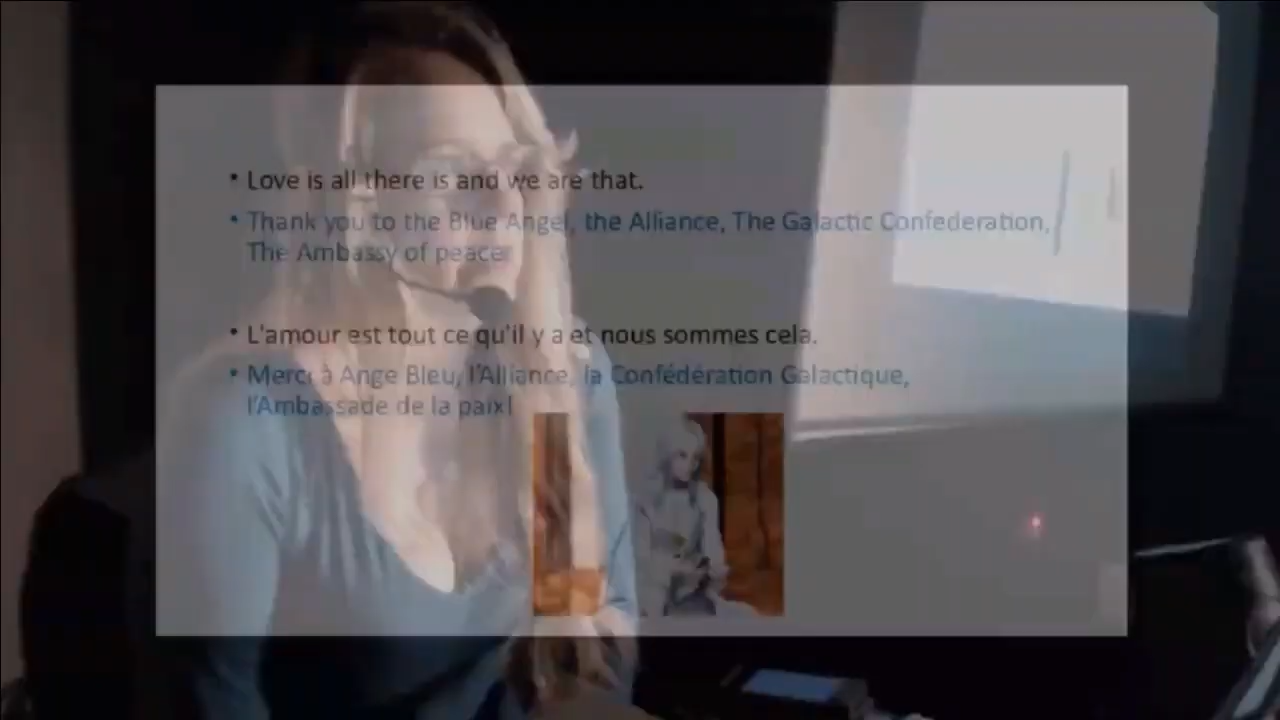 • Love is all there is and we are that.
• Thank you to the Blue Angel, the Alliance, The Galactic Confederation,
The Ambassy of peace!
• L'amour est tout ce qu'il y a et nous sommes cela.
• Merci à Ange Bleu, l'Alliance, la Confédération Galactique,
l'Ambassade de la paix!